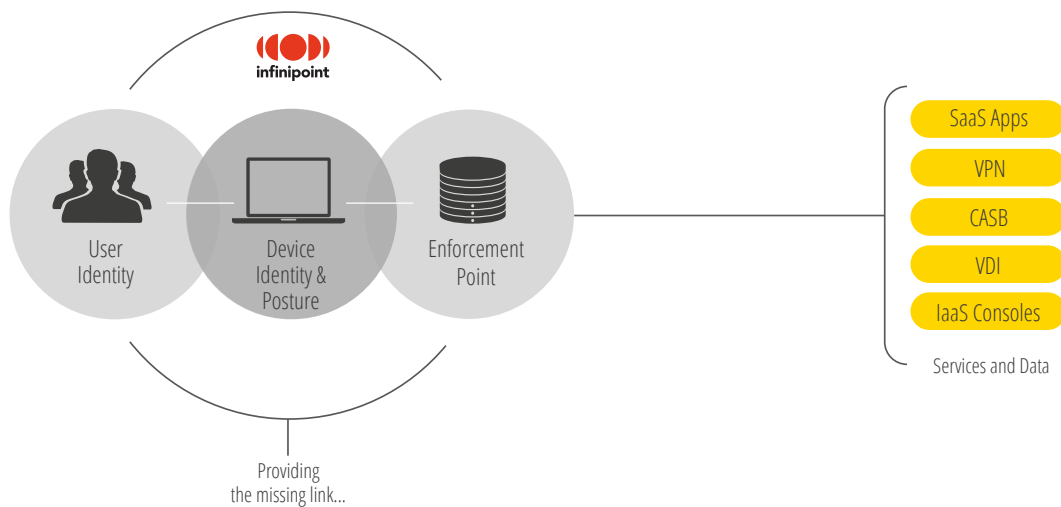 infinipoint
User
Identity
Device
Identity &
Posture
Enforcement
Point
Providing
the missing link...
SaaS Apps
VPN
CASB
VDI
IaaS Consoles
Services and Data